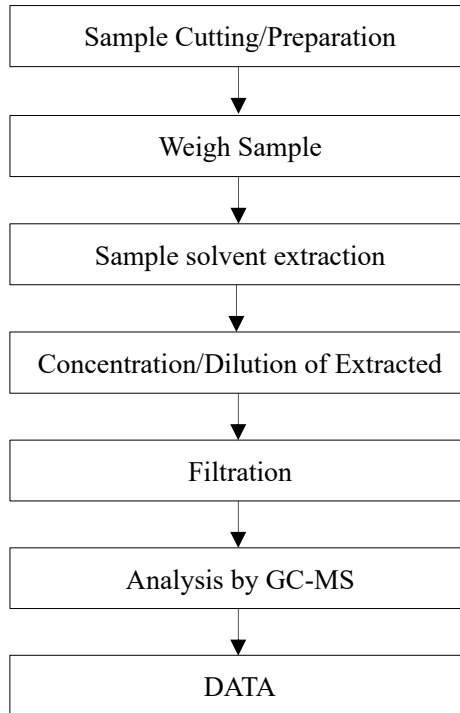 Sample Cutting/Preparation
Weigh Sample
Sample solvent extraction
Concentration/Dilution of Extracted
Filtration
Analysis by GC-MS
DATA